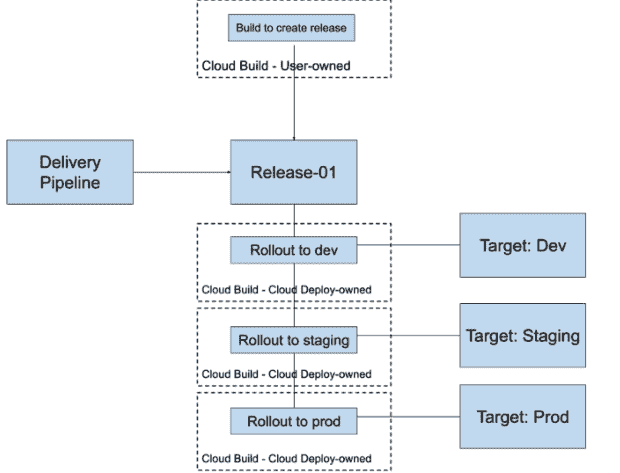 Build to create release
Cloud Build - User-owned
Delivery
Pipeline
Release-01
Rollout to dev
Target: Dev
Cloud Build - Cloud Deploy-owned
Rollout to staging
Target: Staging
Cloud Build - Cloud Deploy-owned
Rollout to prod
Target: Prod
Cloud Build - Cloud Deploy-owned